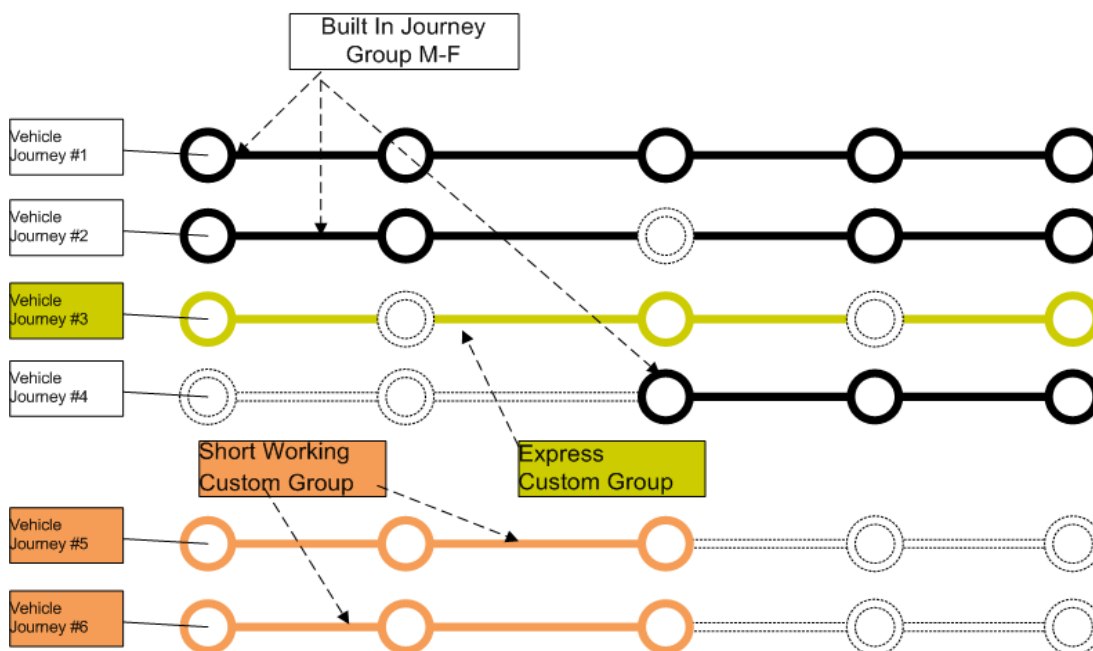 Built In Journey
Group M-F
Vehicle
Journey #1
Vehicle
Journey #2
Vehicle
Journey #3
Vehicle
Journey #4
Short Working
Custom Group
Express
Custom Group
Vehicle
Journey #5
Vehicle
Journey #6